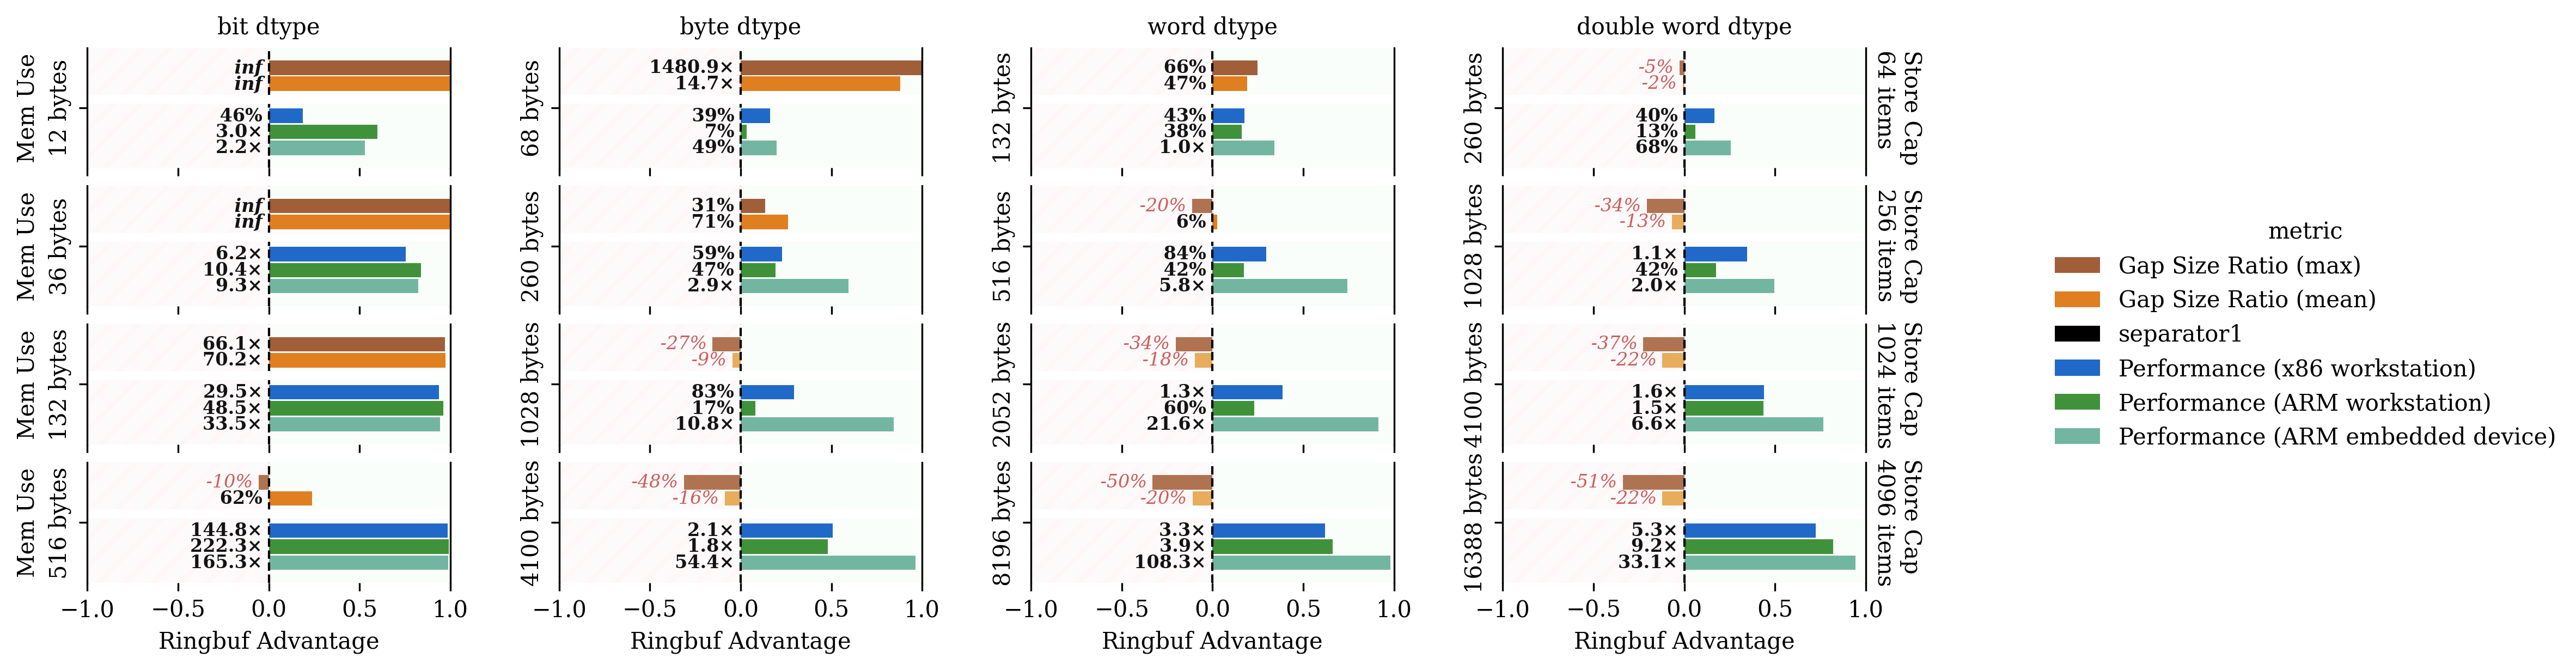 bit dtype
byte dtype
word dtype
double word dtype
Mem Use
12 bytes
inf
inf
46%
3.0×
2.2×
68 bytes
1480.9×
14.7×
39%
7%
49%
132 bytes
66%
47%
43%
38%
1.0×
260 bytes
-5%
-2%
40%
13%
68%
Store Cap
64 items
Mem Use
36 bytes
inf
inf
6.2×
10.4×
9.3×
260 bytes
31%
71%
59%
47%
2.9×
516 bytes
-20%
6%
84%
42%
5.8×
1028 bytes
-34%
-13%
1.1×
42%
2.0×
Store Cap
256 items
Mem Use
132 bytes
66.1×
70.2×
29.5×
48.5×
33.5×
1028 bytes
-27%
-9%
83%
17%
10.8×
2052 bytes
-34%
-18%
1.3×
60%
21.6×
4100 bytes
-37%
-22%
1.6×
1.5×
6.6×
Store Cap
1024 items
Mem Use
516 bytes
-10%
62%
144.8×
222.3×
165.3×
4100 bytes
-48%
-16%
2.1×
1.8×
54.4×
8196 bytes
-50%
-20%
3.3×
3.9×
108.3×
16388 bytes
-51%
-22%
5.3×
9.2×
33.1×
Store Cap
4096 items
−1.0 −0.5 0.0 0.5 1.0
−1.0 −0.5 0.0 0.5 1.0
−1.0 −0.5 0.0 0.5 1.0
−1.0 −0.5 0.0 0.5 1.0
Ringbuf Advantage
Ringbuf Advantage
Ringbuf Advantage
Ringbuf Advantage
metric
Gap Size Ratio (max)
Gap Size Ratio (mean)
separator1
Performance (x86 workstation)
Performance (ARM workstation)
Performance (ARM embedded device)